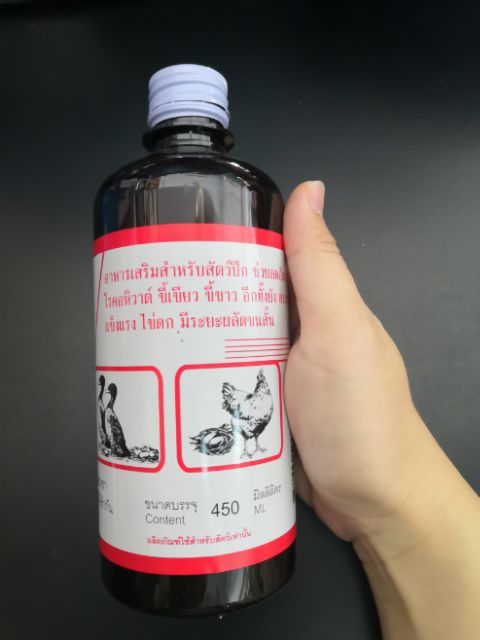 อาหารเสริมสำหรับสัตว์ปีก ช่วยลด
โรคอหิวาต์ ขี้เขียว ขี้ขาว อีกทั้งยัง
แข็งแรง ไข่ดก มีระยะผลัดขนสั้น
ขนาดบรรจุ 450 มิลลิลิตร
Content ML
ผลิตภัณฑ์ใช้สำหรับสัตว์เท่านั้น